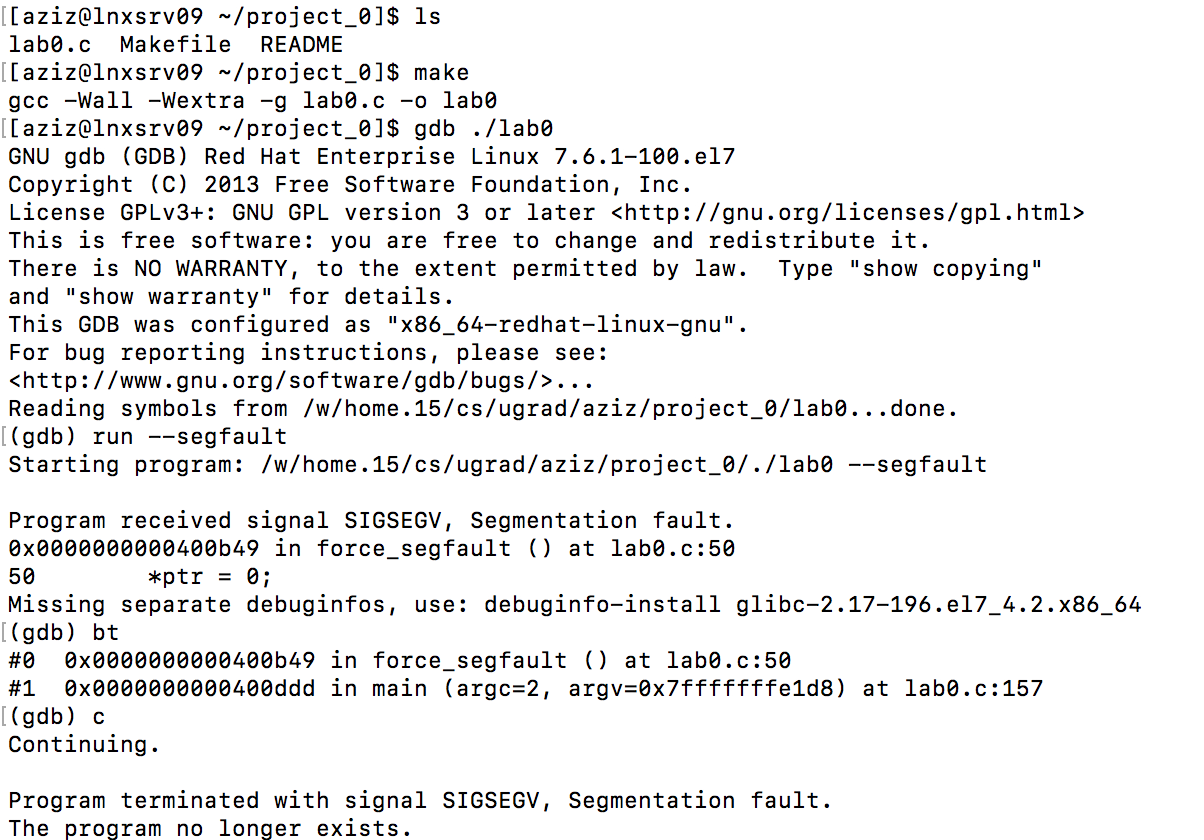 [[aziz@lnxsrv09 ~/project_0]$ ls
lab0.c  Makefile  README
[[aziz@lnxsrv09 ~/project_0]$ make
gcc -Wall -Wextra -g lab0.c -o lab0
[[aziz@lnxsrv09 ~/project_0]$ gdb ./lab0
GNU gdb (GDB) Red Hat Enterprise Linux 7.6.1-100.el7
Copyright (C) 2013 Free Software Foundation, Inc.
License GPLv3+: GNU GPL version 3 or later <http://gnu.org/licenses/gpl.html>
This is free software: you are free to change and redistribute it.
There is NO WARRANTY, to the extent permitted by law.  Type "show copying"
and "show warranty" for details.
This GDB was configured as "x86_64-redhat-linux-gnu".
For bug reporting instructions, please see:
<http://www.gnu.org/software/gdb/bugs/>...
Reading symbols from /w/home.15/cs/ugrad/aziz/project_0/lab0...done.
[(gdb) run --segfault
Starting program: /w/home.15/cs/ugrad/aziz/project_0/./lab0 --segfault
Program received signal SIGSEGV, Segmentation fault.
0x0000000000400b49 in force_segfault () at lab0.c:50
50        *ptr = 0;
Missing separate debuginfos, use: debuginfo-install glibc-2.17-196.el7_4.2.x86_64
[(gdb) bt
#0  0x0000000000400b49 in force_segfault () at lab0.c:50
#1  0x0000000000400ddd in main (argc=2, argv=0x7fffffffe1d8) at lab0.c:157
[(gdb) c
Continuing.
Program terminated with signal SIGSEGV, Segmentation fault.
The program no longer exists.